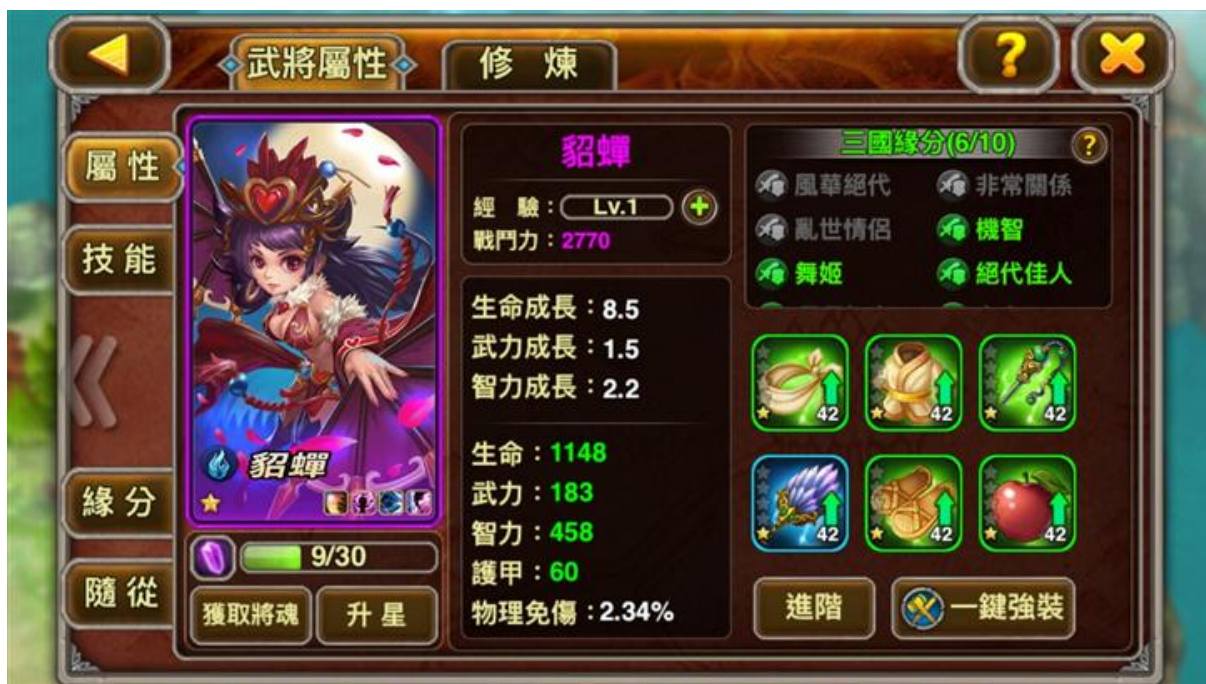 武將屬性
修 煉
?
屬 性
技 能
緣 分
隨 從
貂蟬
9/30
獲取將魂
升 星
貂蟬
經 驗：Lv.1
戰鬥力：2770
生命成長：8.5
武力成長：1.5
智力成長：2.2
生命：1148
武力：183
智力：458
護甲：60
物理免傷：2.34%
三國緣分(6/10)
?
風華絕代
非常關係
亂世情侶
機智
舞姬
絕代佳人
42
42
42
42
42
42
進階
一鍵強裝